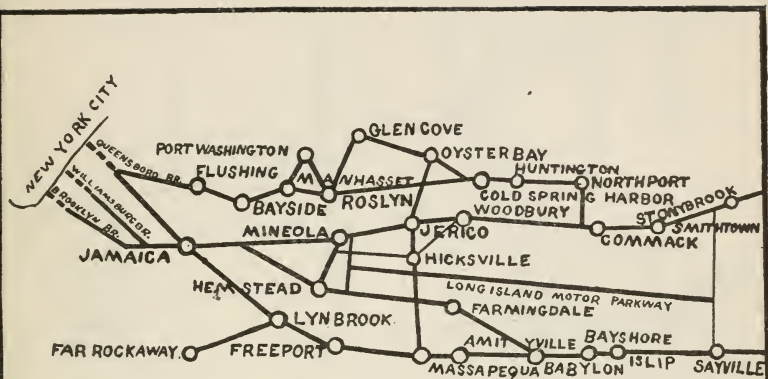 NEW YORK CITY
QUEENSBORO BR.
WILLIAMSBURG BR.
BROOKLYN BR.
JAMAICA
PORT WASHINGTON
FLUSHING
BAYSIDE
MANHASSET
ROSLYN
GLEN COVE
OYSTER BAY
HUNTINGTON
NORTHPORT
COLD SPRING HARBOR
WOODBURY
MINEOLA
JERICO
STONYBROOK
SMITHTOWN
COMMACK
HICKSVILLE
HEMSTEAD
LONG ISLAND MOTOR PARKWAY
FARMINGDALE
LYNBROOK.
FAR ROCKAWAY.
FREEPORT
MASSAPEQUA
AMITYVILLE
BABYLON
BAYSHORE
ISLIP
SAYVILLE